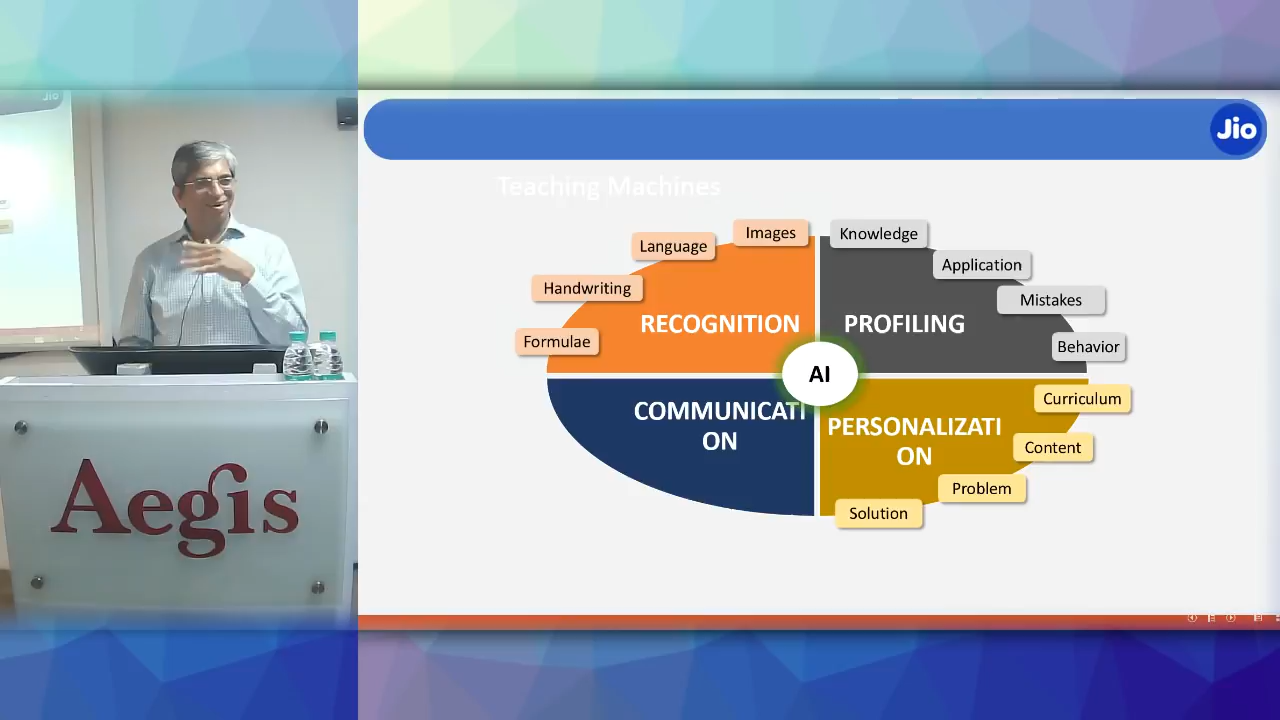 Jio
Jio
Teaching Machines
Images
Language
Handwriting
Formulae
RECOGNITION
Knowledge
Application
Mistakes
Behavior
PROFILING
AI
COMMUNICATI
ON
PERSONALIZATI
ON
Curriculum
Content
Problem
Solution
Aegis